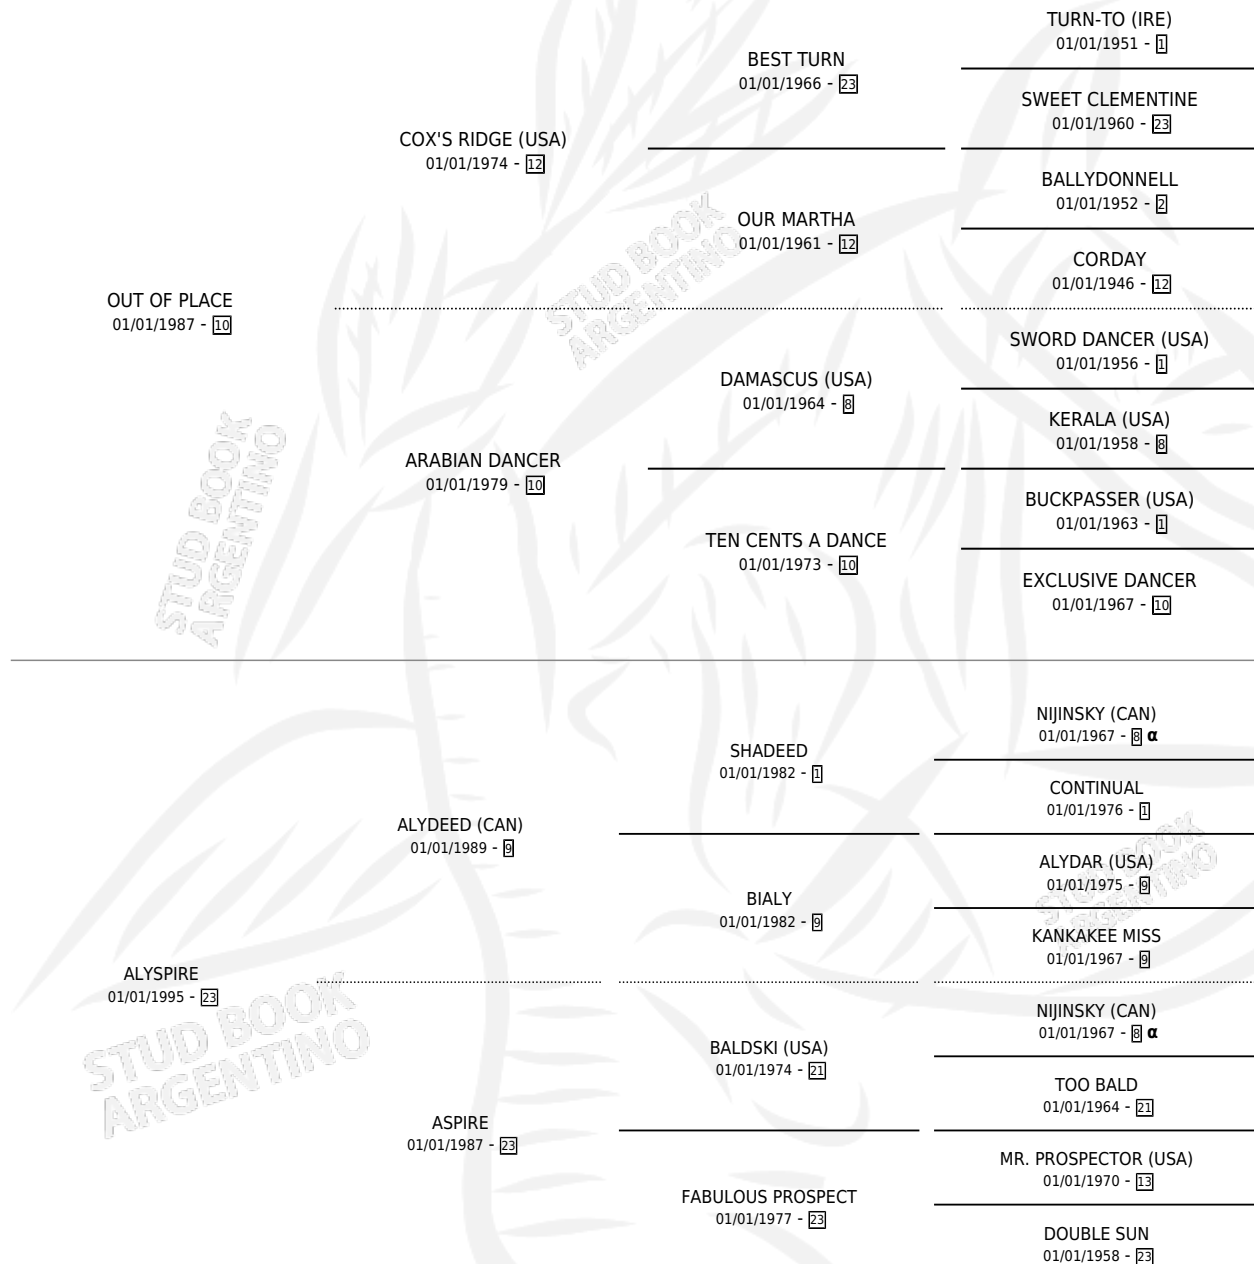 TURN-TO (IRE)
01/01/1951 - 1
BEST TURN
01/01/1966 - 23
SWEET CLEMENTINE
01/01/1960 - 23
COX'S RIDGE (USA)
01/01/1974 - 12
BALLYDONNELL
01/01/1952 - 2
OUR MARTHA
01/01/1961 - 12
CORDAY
01/01/1946 - 12
OUT OF PLACE
01/01/1987 - 10
SWORD DANCER (USA)
01/01/1956 - 1
DAMASCUS (USA)
01/01/1964 - 8
KERALA (USA)
01/01/1958 - 8
ARABIAN DANCER
01/01/1979 - 10
BUCKPASSER (USA)
01/01/1963 - 1
TEN CENTS A DANCE
01/01/1973 - 10
EXCLUSIVE DANCER
01/01/1967 - 10
NIJINSKY (CAN)
01/01/1967 - 8 α
SHADEED
01/01/1982 - 1
CONTINUAL
01/01/1976 - 1
ALYDEED (CAN)
01/01/1989 - 9
ALYDAR (USA)
01/01/1975 - 9
BIALY
01/01/1982 - 9
KANKAKEE MISS
01/01/1967 - 9
ALYSPIRE
01/01/1995 - 23
NIJINSKY (CAN)
01/01/1967 - 8 α
BALDSKI (USA)
01/01/1974 - 21
TOO BALD
01/01/1964 - 21
ASPIRE
01/01/1987 - 23
MR. PROSPECTOR (USA)
01/01/1970 - 13
FABULOUS PROSPECT
01/01/1977 - 23
DOUBLE SUN
01/01/1958 - 23
STUD BOOK
ARGENTINO
STUD BOOK
ARGENTINO
STUD BOOK
ARGENTINO
STUD BOOK
ARGENTINO